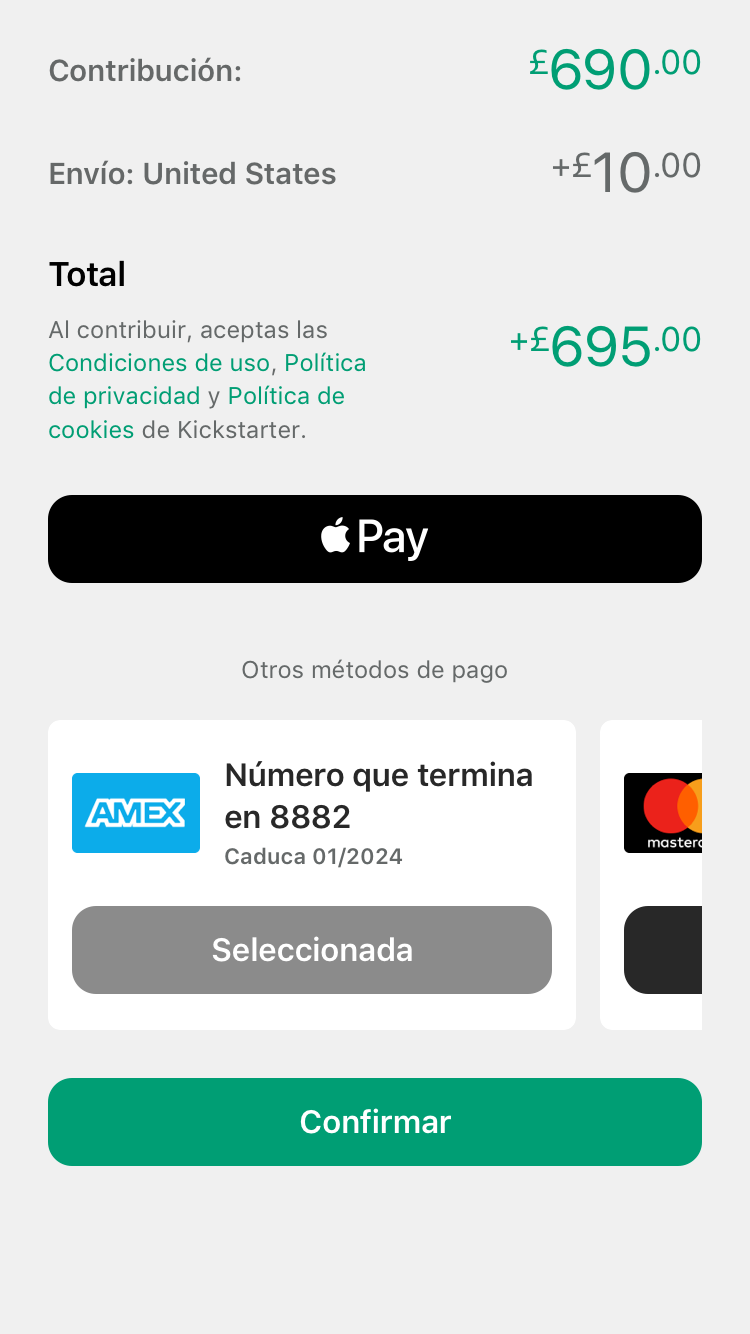 Contribución: £690.00
Envío: United States +£10.00
Total
Al contribuir, aceptas las
Condiciones de uso, Política
de privacidad y Política de
cookies de Kickstarter.
+£695.00
Pay
Otros métodos de pago
AMEX
Número que termina
en 8882
Caduca 01/2024
Seleccionada
masterc
Confirmar